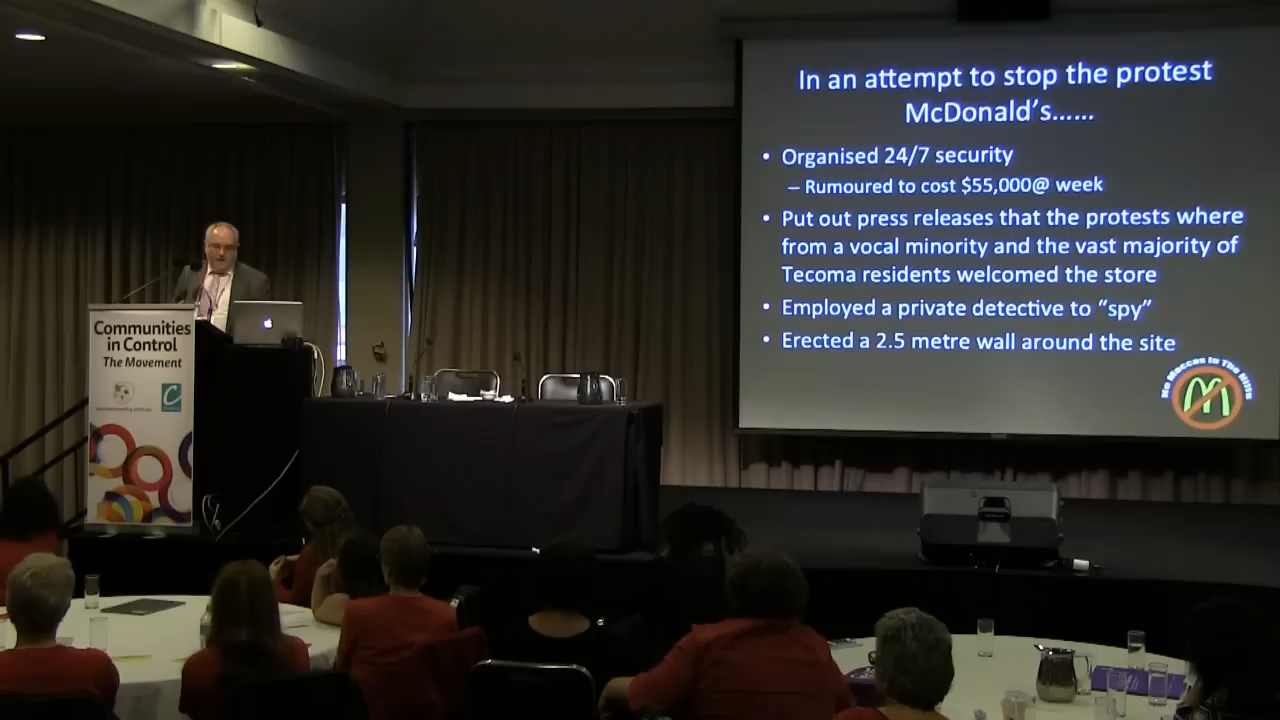 In an attempt to stop the protest
McDonald's......
• Organised 24/7 security
– Rumoured to cost $55,000@ week
• Put out press releases that the protests where
from a vocal minority and the vast majority of
Tecoma residents welcomed the store
• Employed a private detective to “spy”
• Erected a 2.5 metre wall around the site
No Maccas In The Hills
Communities
in Control
The Movement